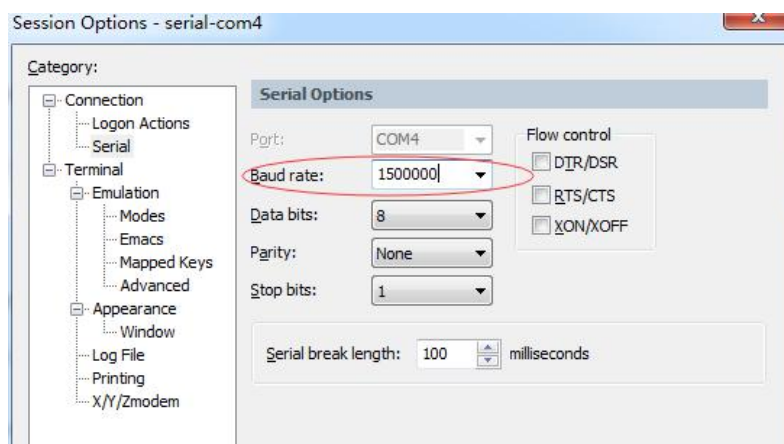 Session Options - serial-com4
Category:
Connection
Logon Actions
Serial
Terminal
Emulation
Modes
Emacs
Mapped Keys
Advanced
Appearance
Window
Log File
Printing
X/Y/Zmodem
Serial Options
Port: COM4
Baud rate: 1500000
Data bits: 8
Parity: None
Stop bits: 1
Flow control
DTR/DSR
RTS/CTS
XON/XOFF
Serial break length: 100 milliseconds